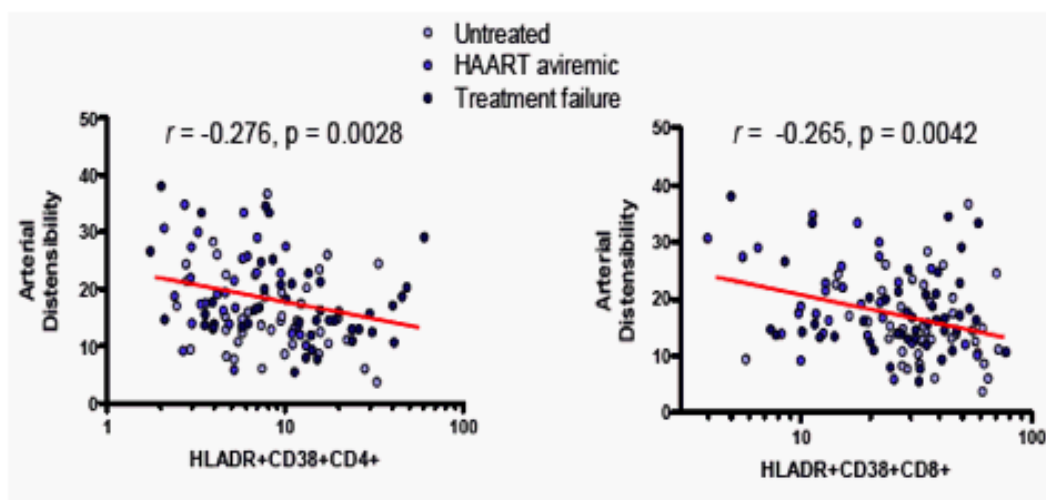 Untreated
HAART aviremic
Treatment failure
r = -0.276, p = 0.0028
50
40
30
20
10
0
Arterial
Distensibility
1
10
100
HLADR+CD38+CD4+
r = -0.265, p = 0.0042
50
40
30
20
10
0
Arterial
Distensibility
10
100
HLADR+CD38+CD8+